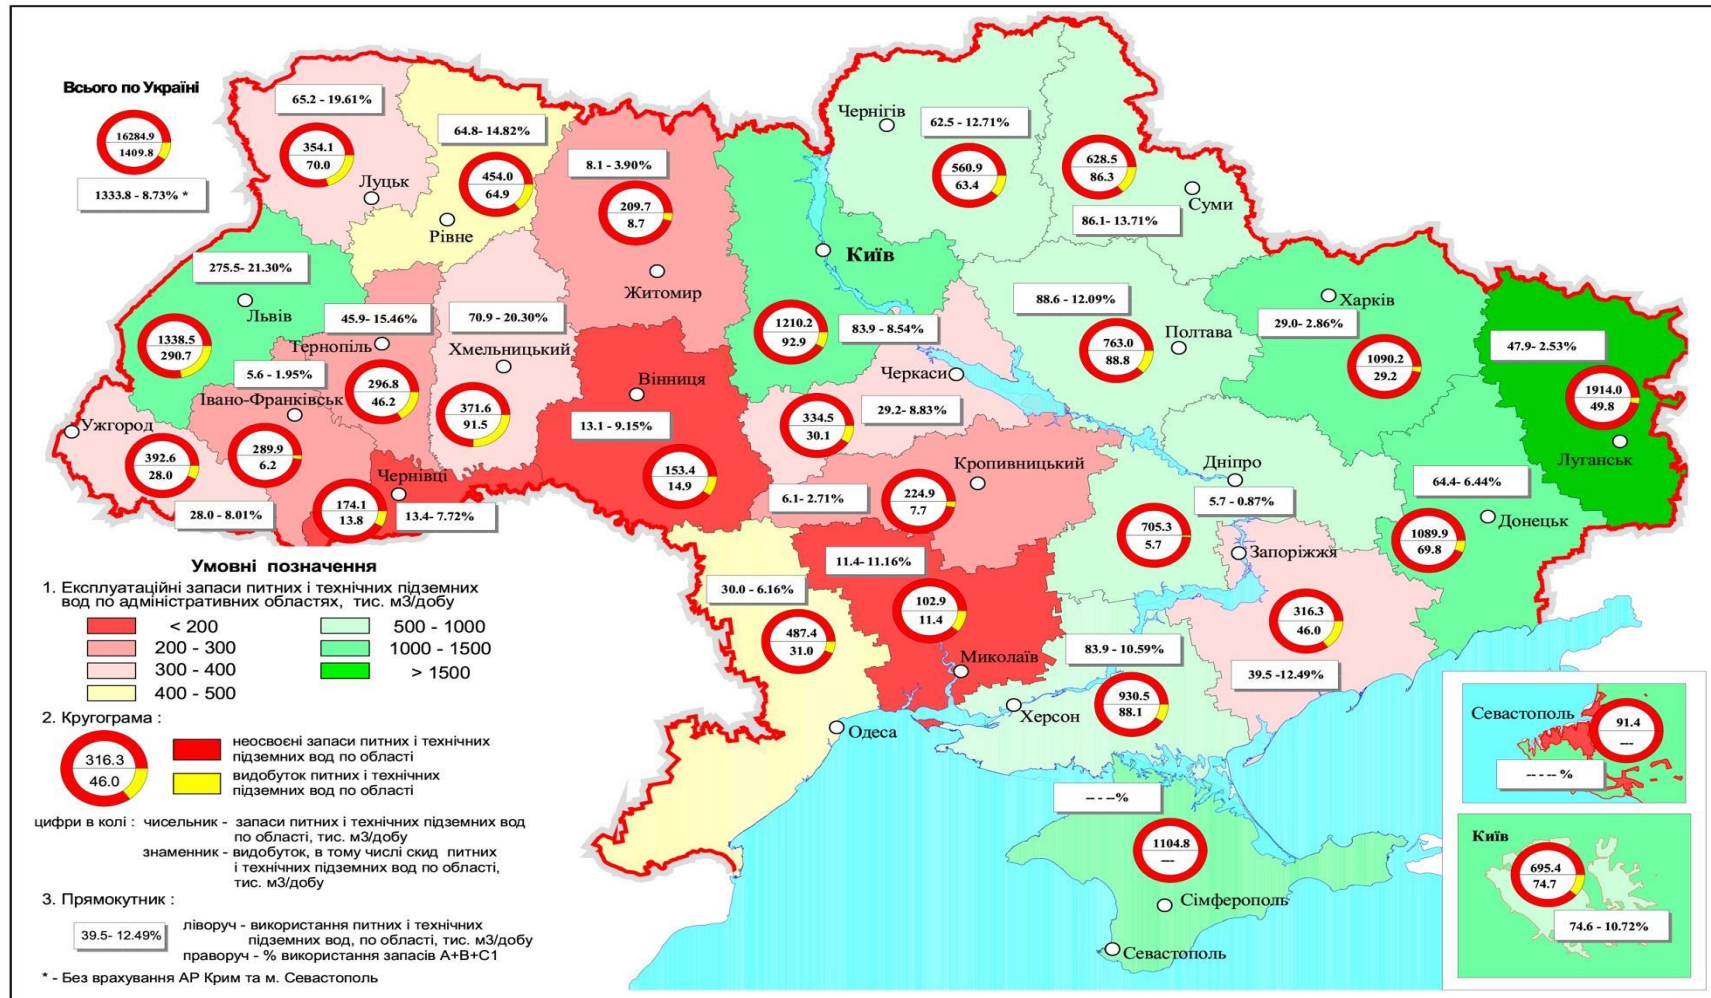 Всього по Україні
16284.9
1409.8
1333.8 - 8.73% *
65.2 - 19.61%
354.1
70.0
Луцьк
64.8- 14.82%
454.0
64.9
Рівне
8.1 - 3.90%
209.7
8.7
Житомир
Чернігів
62.5 - 12.71%
560.9
63.4
628.5
86.3
Суми
86.1- 13.71%
Київ
1210.2
92.9
83.9 - 8.54%
275.5- 21.30%
Львів
1338.5
290.7
45.9 - 15.46%
Тернопіль
296.8
46.2
70.9 - 20.30%
Хмельницький
371.6
91.5
5.6 - 1.95%
Івано-Франківськ
289.9
6.2
Ужгород
392.6
28.0
28.0 - 8.01%
Чернівці
174.1
13.8
13.4- 7.72%
Вінниця
13.1 - 9.15%
153.4
14.9
Черкаси
29.2- 8.83%
334.5
30.1
88.6 - 12.09%
Полтава
763.0
88.8
Харків
29.0- 2.86%
1090.2
29.2
47.9- 2.53%
1914.0
49.8
Луганськ
Кропивницький
6.1- 2.71%
224.9
7.7
Дніпро
5.7 - 0.87%
705.3
5.7
64.4- 6.44%
Донецьк
1089.9
69.8
Запоріжжя
316.3
46.0
39.5 -12.49%
11.4- 11.16%
102.9
11.4
Миколаїв
30.0 - 6.16%
487.4
31.0
Одеса
83.9 - 10.59%
Херсон
930.5
88.1
-- - --%
1104.8
---
Сімферополь
Севастополь
Севастополь
91.4
---
-- - -- %
Київ
695.4
74.7
74.6 - 10.72%
Умовні позначення
1. Експлуатаційні запаси питних і технічних підземних
вод по адміністративних областях, тис. м3/добу
< 200
200 - 300
300 - 400
400 - 500
500 - 1000
1000 - 1500
> 1500
2. Кругограма :
316.3
46.0
неосвоєні запаси питних і технічних
підземних вод по області
видобуток питних і технічних
підземних вод по області
цифри в колі : чисельник - запаси питних і технічних підземних вод
по області, тис. м3/добу
знаменник - видобуток, в тому числі скид питних
і технічних підземних вод по області,
тис. м3/добу
3. Прямокутник :
39.5- 12.49%
ліворуч - використання питних і технічних
підземних вод, по області, тис. м3/добу
праворуч - % використання запасів А+В+С1
* - Без врахування АР Крим та м. Севастополь